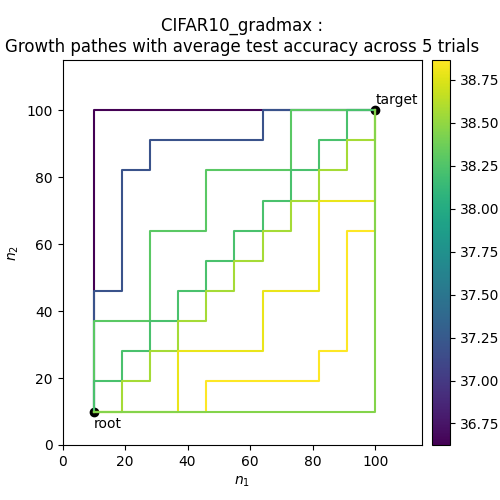 CIFAR10_gradmax :
Growth pathes with average test accuracy across 5 trials
target
root
100
80
60
40
20
0
n₂
0 20 40 60 80 100
n₁
38.75
38.50
38.25
38.00
37.75
37.50
37.25
37.00
36.75